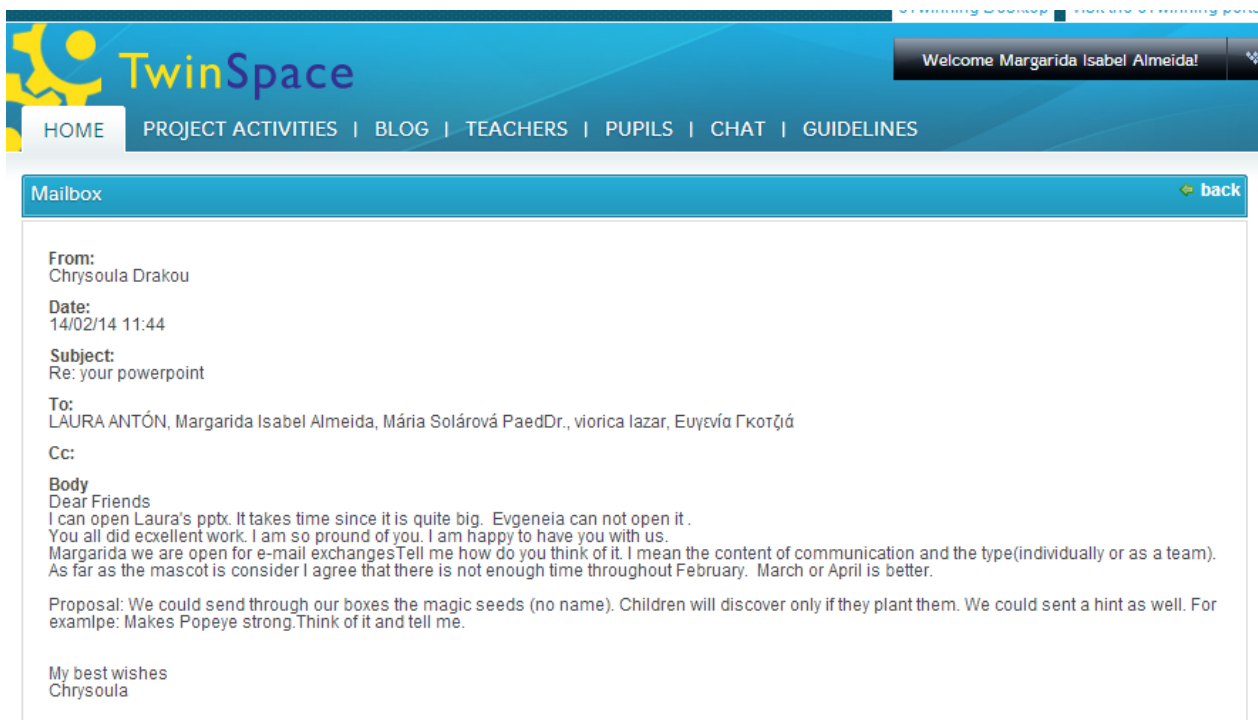 eTwinning Desktop Visit the eTwinning
TwinSpace
Welcome Margarida Isabel Almeida!
HOME PROJECT ACTIVITIES | BLOG | TEACHERS | PUPILS | CHAT | GUIDELINES
Mailbox back
From:
Chrysoula Drakou
Date:
14/02/14 11:44
Subject:
Re: your powerpoint
To:
LAURA ANTÓN, Margarida Isabel Almeida, Mária Solárová PaedDr., viorica lazar, Ευγενία Γκοτζιά
Cc:
Body
Dear Friends
I can open Laura's pptx. It takes time since it is quite big. Evgeneia can not open it .
You all did ecxellent work. I am so pround of you. I am happy to have you with us.
Margarida we are open for e-mail exchangesTell me how do you think of it. I mean the content of communication and the type(individually or as a team).
As far as the mascot is consider I agree that there is not enough time throughout February. March or April is better.
Proposal: We could send through our boxes the magic seeds (no name). Children will discover only if they plant them. We could sent a hint as well. For
examlpe: Makes Popeye strong.Think of it and tell me.
My best wishes
Chrysoula